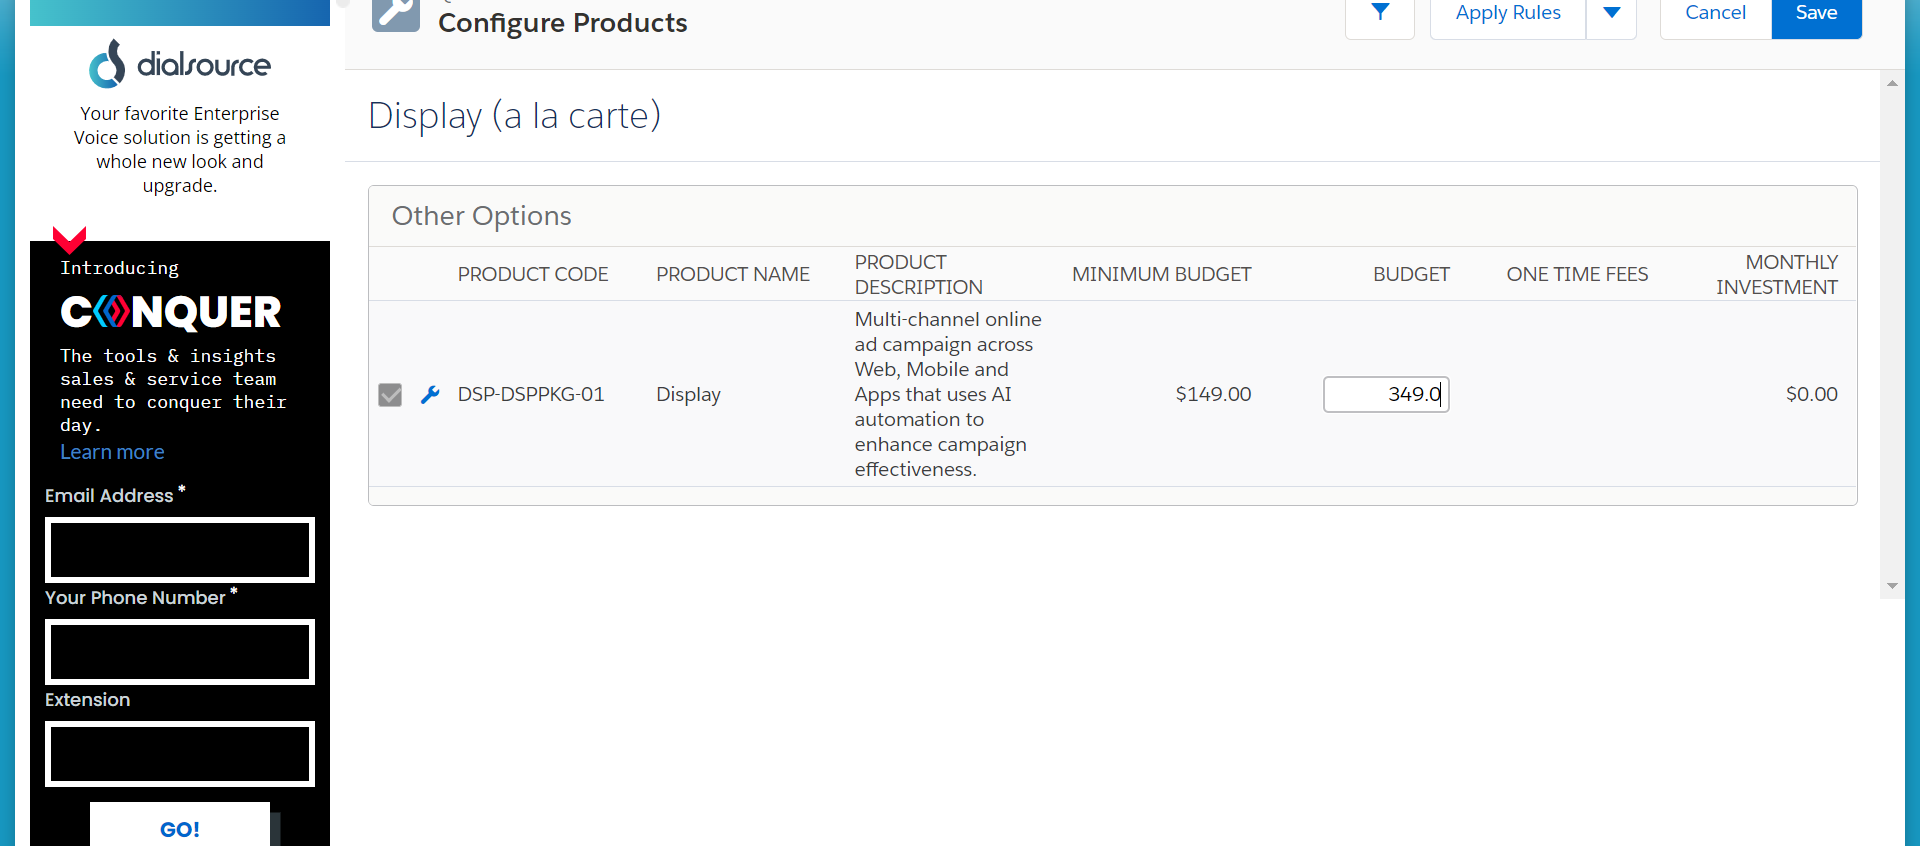 dialsource
Your favorite Enterprise
Voice solution is getting a
whole new look and
upgrade.
Introducing
CONQUER
The tools & insights
sales & service team
need to conquer their
day.
Learn more
Email Address *
Your Phone Number *
Extension
GO!
Configure Products
Apply Rules
Cancel
Save
Display (a la carte)
Other Options
PRODUCT CODE
PRODUCT NAME
PRODUCT
DESCRIPTION
MINIMUM BUDGET
BUDGET
ONE TIME FEES
MONTHLY
INVESTMENT
DSP-DSPPKG-01
Display
Multi-channel online
ad campaign across
Web, Mobile and
Apps that uses AI
automation to
enhance campaign
effectiveness.
$149.00
349.0
$0.00